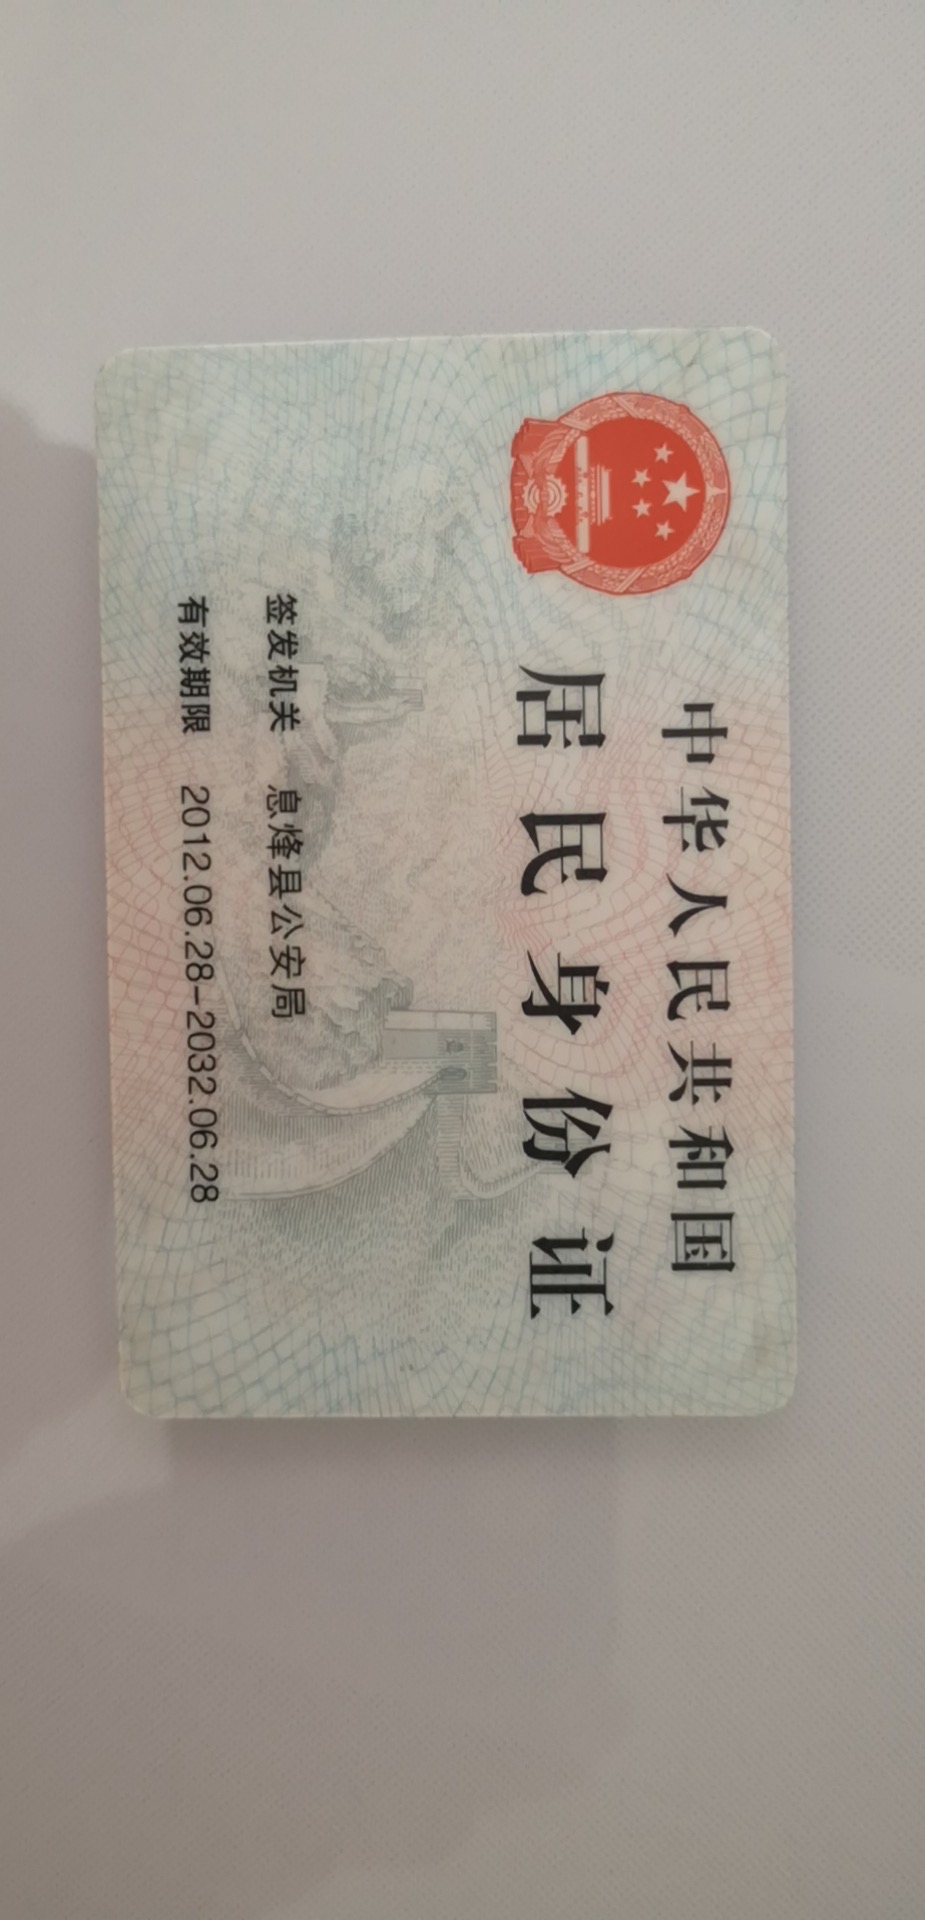 中华人民共和国
居民身份证
签发机关 息烽县公安局
有效期限 2012.06.28-2032.06.28